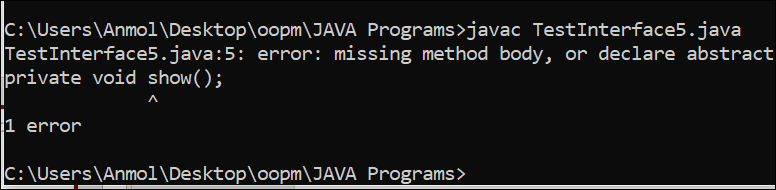 C:\Users\Anmol\Desktop\oopm\JAVA Programs>javac TestInterface5.java
TestInterface5.java:5: error: missing method body, or declare abstract
private void show();
^
1 error
C:\Users\Anmol\Desktop\oopm\JAVA Programs>